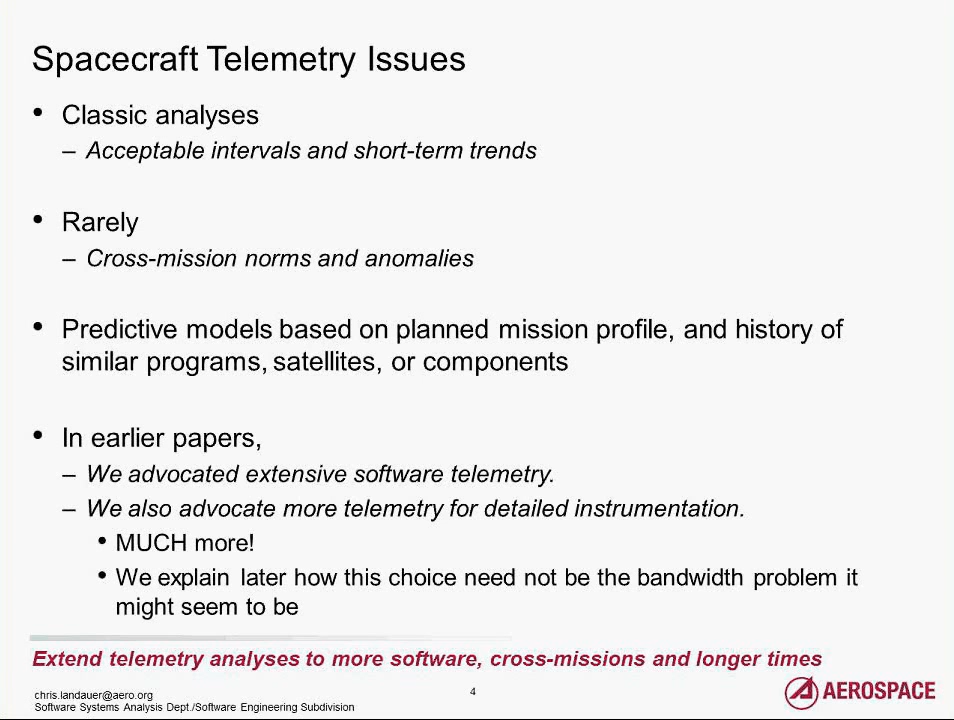 Spacecraft Telemetry Issues
• Classic analyses
– Acceptable intervals and short-term trends
• Rarely
– Cross-mission norms and anomalies
• Predictive models based on planned mission profile, and history of
similar programs, satellites, or components
• In earlier papers,
– We advocated extensive software telemetry.
– We also advocate more telemetry for detailed instrumentation.
• MUCH more!
• We explain later how this choice need not be the bandwidth problem it
might seem to be
Extend telemetry analyses to more software, cross-missions and longer times
chris.landauer@aero.org
Software Systems Analysis Dept./Software Engineering Subdivision
4
AEROSPACE